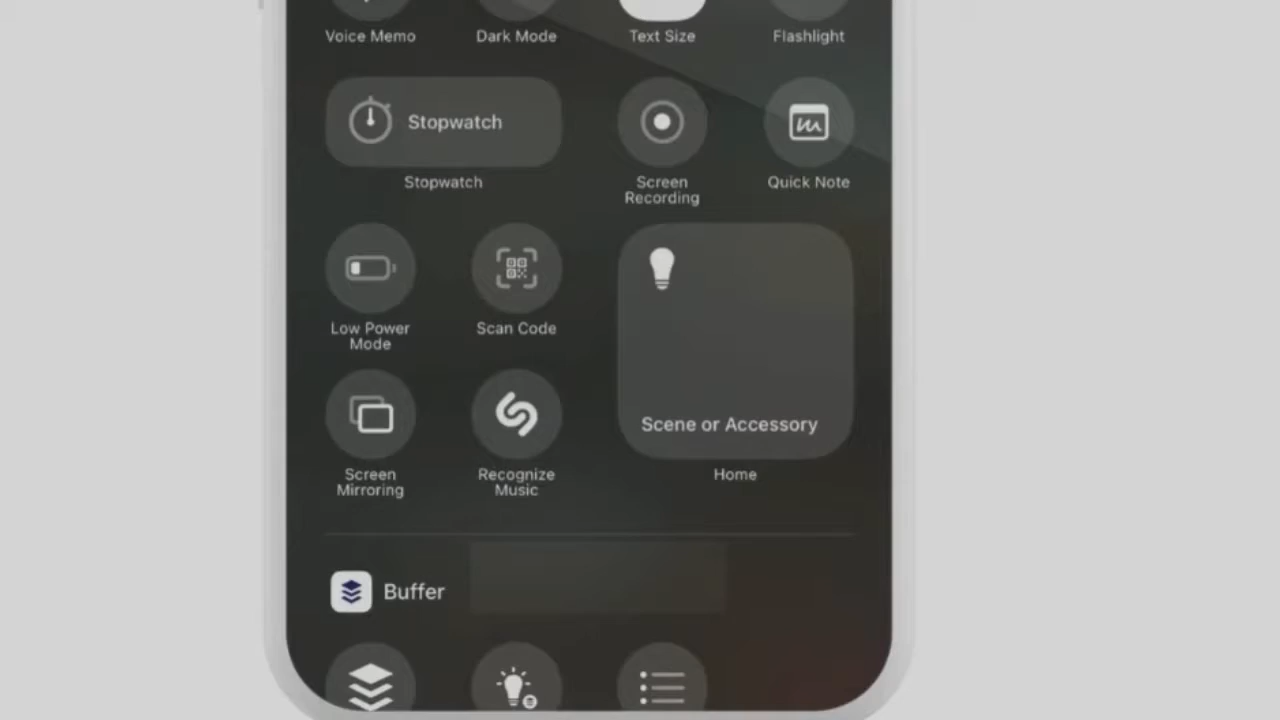 Voice Memo
Dark Mode
Text Size
Flashlight
Stopwatch
Stopwatch
Screen
Recording
Quick Note
Low Power
Mode
Scan Code
Scene or Accessory
Home
Screen
Mirroring
Recognize
Music
Buffer